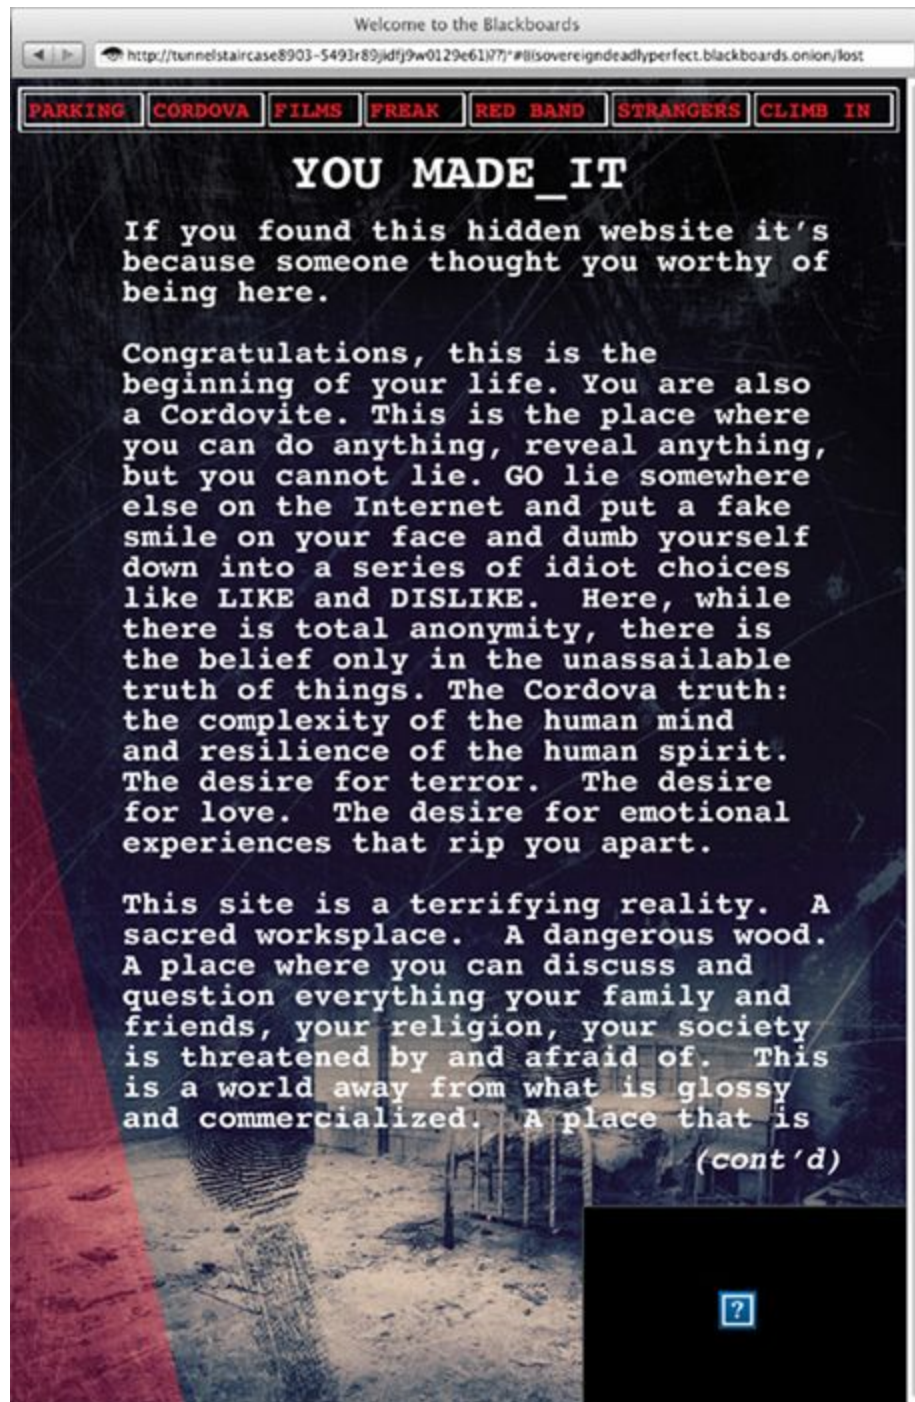 Welcome to the Blackboards
PARKING CORDOVA FILMS FREAK RED BAND STRANGERS CLIMB IN
YOU MADE_IT
If you found this hidden website it's
because someone thought you worthy of
being here.
Congratulations, this is the
beginning of your life. You are also
a Cordovite. This is the place where
you can do anything, reveal anything,
but you cannot lie. GO lie somewhere
else on the Internet and put a fake
smile on your face and dumb yourself
down into a series of idiot choices
like LIKE and DISLIKE.  Here, while
there is total anonymity, there is
the belief only in the unassailable
truth of things. The Cordova truth:
the complexity of the human mind
and resilience of the human spirit.
The desire for terror.  The desire
for love.  The desire for emotional
experiences that rip you apart.
This site is a terrifying reality.  A
sacred worksplace.  A dangerous wood.
A place where you can discuss and
question everything your family and
friends, your religion, your society
is threatened by and afraid of.  This
is a world away from what is glossy
and commercialized.  A place that is
(cont'd)
?